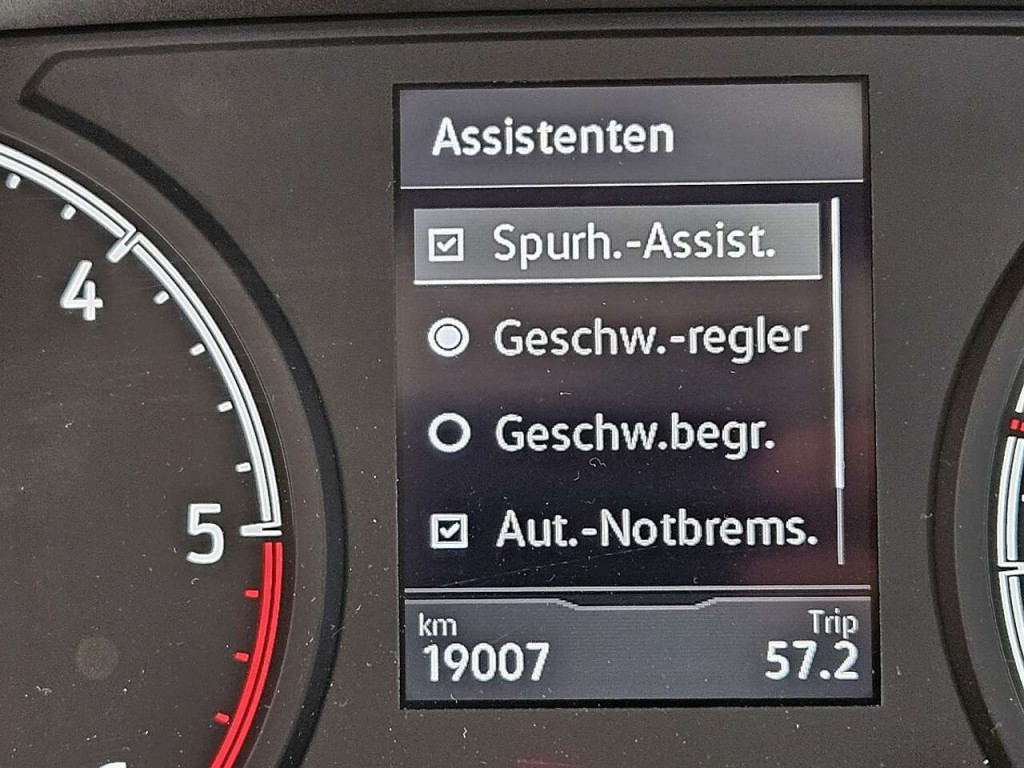 Assistenten
Spurh.-Assist.
Geschw.-regler
Geschw.begr.
Aut.-Notbrems.
km Trip
19007 57.2
4
5